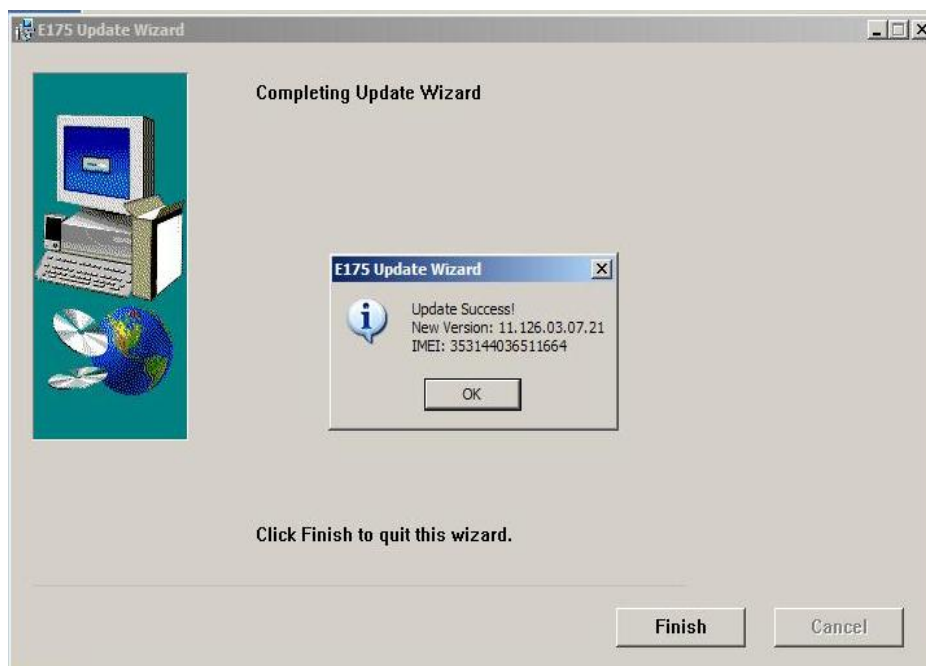 E175 Update Wizard
Completing Update Wizard
E175 Update Wizard
Update Success!
New Version: 11.126.03.07.21
IMEI: 353144036511664
OK
Click Finish to quit this wizard.
Finish
Cancel